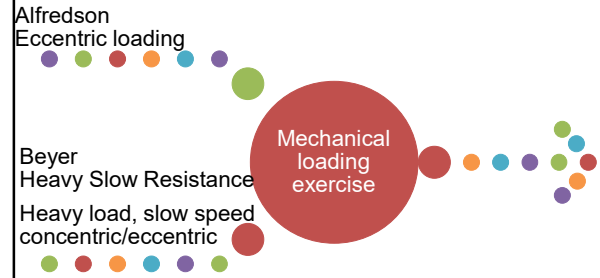 Alfredson
Eccentric loading
Beyer
Heavy Slow Resistance
Heavy load, slow speed
concentric/eccentric
Mechanical
loading
exercise